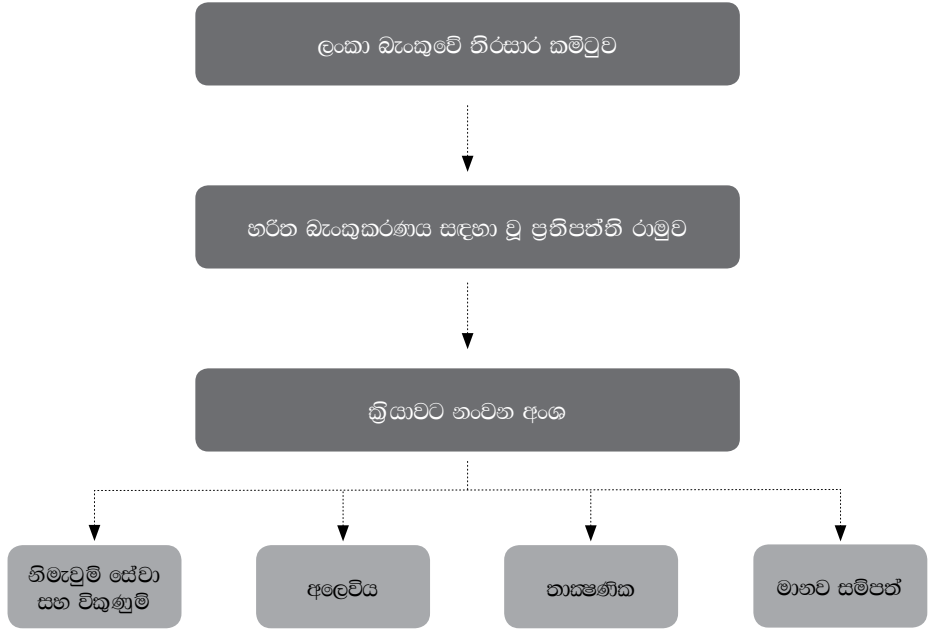 ලංකා බැංකුවේ තිරසාර කමිටුව
හරිත බැංකුකරණය සඳහා වූ ප්‍රතිපත්ති රාමුව
ක්‍රියාවට නංවන අංශ
නිමැවුම් සේවා
සහ විකුණුම්
අලෙවිය
තාක්‍ෂණික
මානව සම්පත්